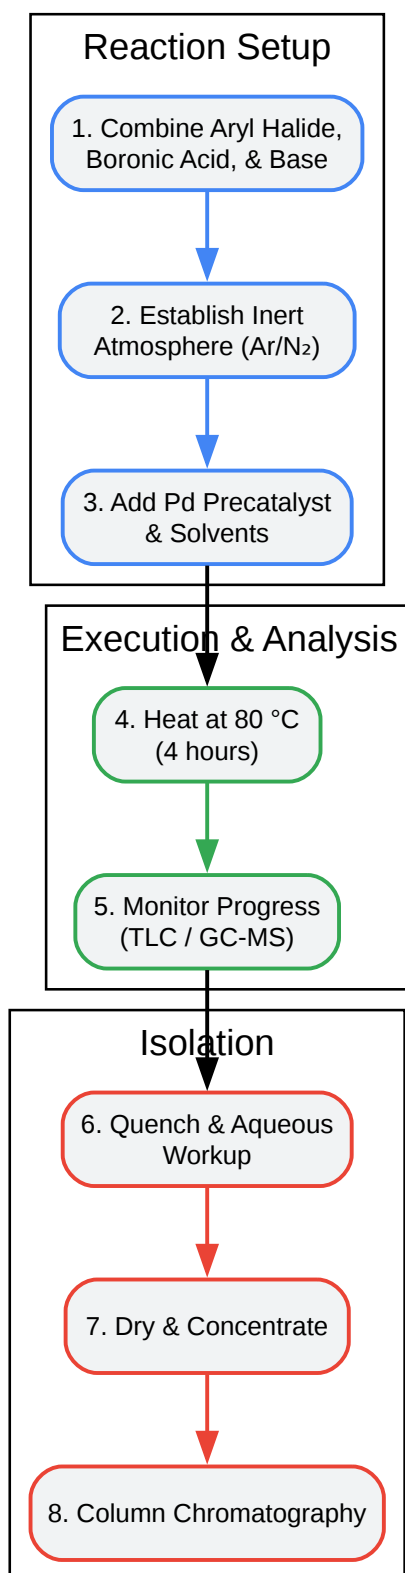 Reaction Setup
1. Combine Aryl Halide,
Boronic Acid, & Base
2. Establish Inert
Atmosphere (Ar/N₂)
3. Add Pd Precatalyst
& Solvents
Execution & Analysis
4. Heat at 80 °C
(4 hours)
5. Monitor Progress
(TLC / GC-MS)
Isolation
6. Quench & Aqueous
Workup
7. Dry & Concentrate
8. Column Chromatography